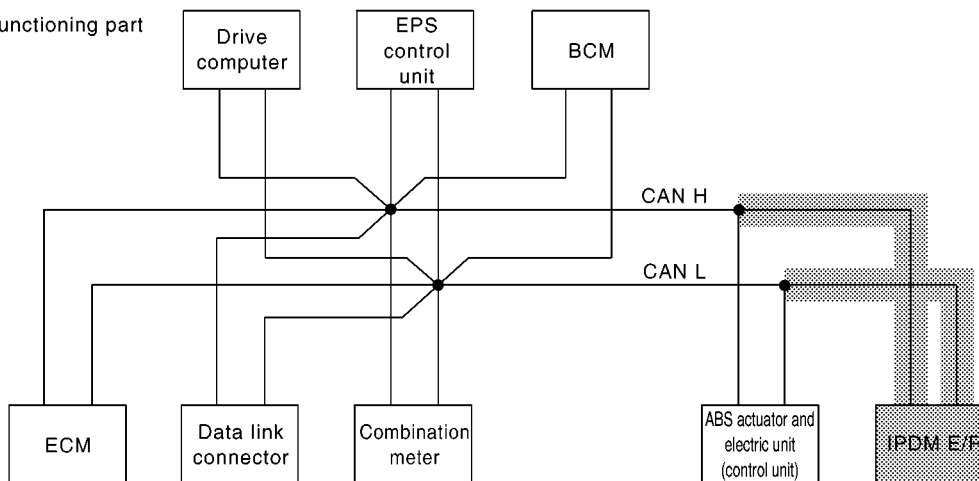 unctioning part
Drive
computer
EPS
control
unit
BCM
CAN H
CAN L
ECM
Data link
connector
Combination
meter
ABS actuator and
electric unit
(control unit)
IPDM E/R